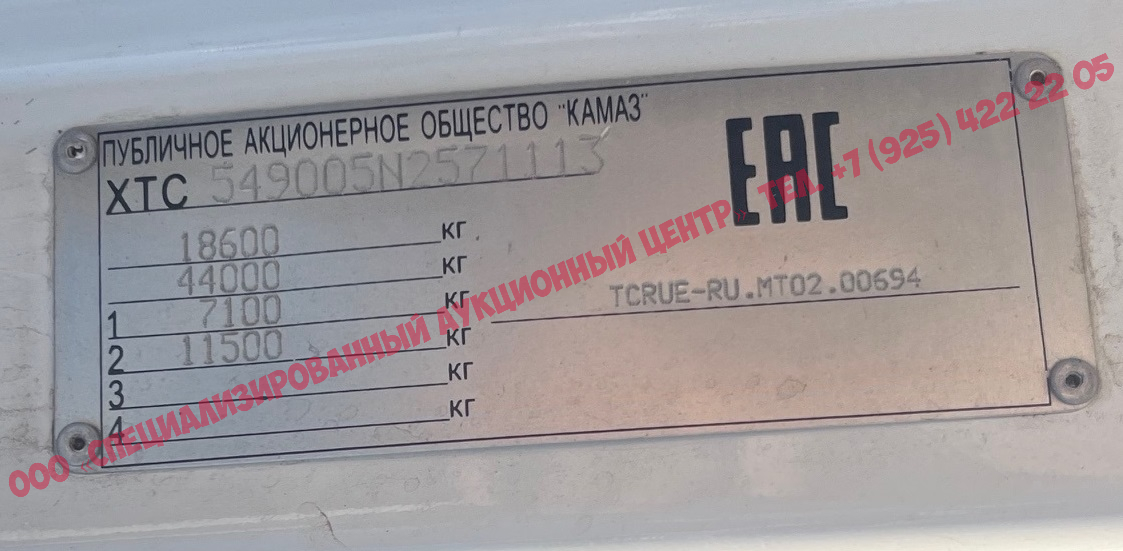 ПУБЛИЧНОЕ АКЦИОНЕРНОЕ ОБЩЕСТВО "КАМАЗ"
XTC 549005N2571113
EAC
18600 КГ
44000 КГ
1 7100 КГ
2 11500 КГ
3 КГ
4 КГ
TCRUE-RU.MT02.00694
ООО "СПЕЦИАЛИЗИРОВАННЫЙ АУКЦИОННЫЙ ЦЕНТР" ТЕЛ. +7 (925) 422 22 05